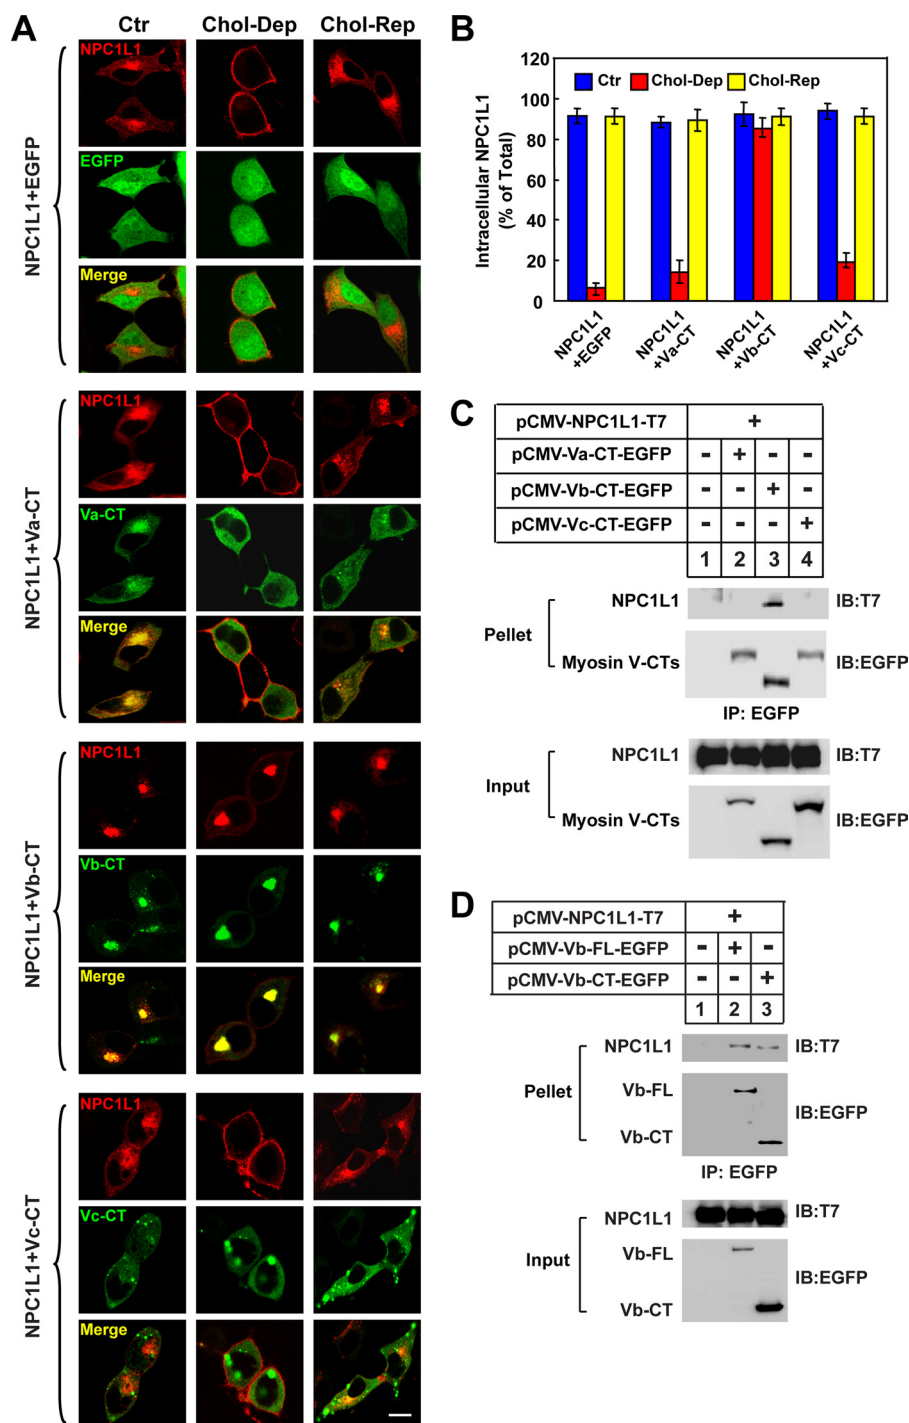 A
Ctr Chol-Dep Chol-Rep
NPC1L1+EGFP
NPC1L1
EGFP
Merge
NPC1L1+Va-CT
NPC1L1
Va-CT
Merge
NPC1L1+Vb-CT
NPC1L1
Vb-CT
Merge
NPC1L1+Vc-CT
NPC1L1
Vc-CT
Merge
B
Intracellular NPC1L1
(% of Total)
120
100
80
60
40
20
0
Ctr Chol-Dep Chol-Rep
NPC1L1
+EGFP
NPC1L1
+Va-CT
NPC1L1
+Vb-CT
NPC1L1
+Vc-CT
C
pCMV-NPC1L1-T7 +
pCMV-Va-CT-EGFP - + - -
pCMV-Vb-CT-EGFP - - + -
pCMV-Vc-CT-EGFP - - - +
1 2 3 4
Pellet
NPC1L1 IB:T7
Myosin V-CTs IB:EGFP
IP: EGFP
Input
NPC1L1 IB:T7
Myosin V-CTs IB:EGFP
D
pCMV-NPC1L1-T7 +
pCMV-Vb-FL-EGFP - + -
pCMV-Vb-CT-EGFP - - +
1 2 3
Pellet
NPC1L1 IB:T7
Vb-FL
IB:EGFP
Vb-CT
IP: EGFP
Input
NPC1L1 IB:T7
Vb-FL
IB:EGFP
Vb-CT